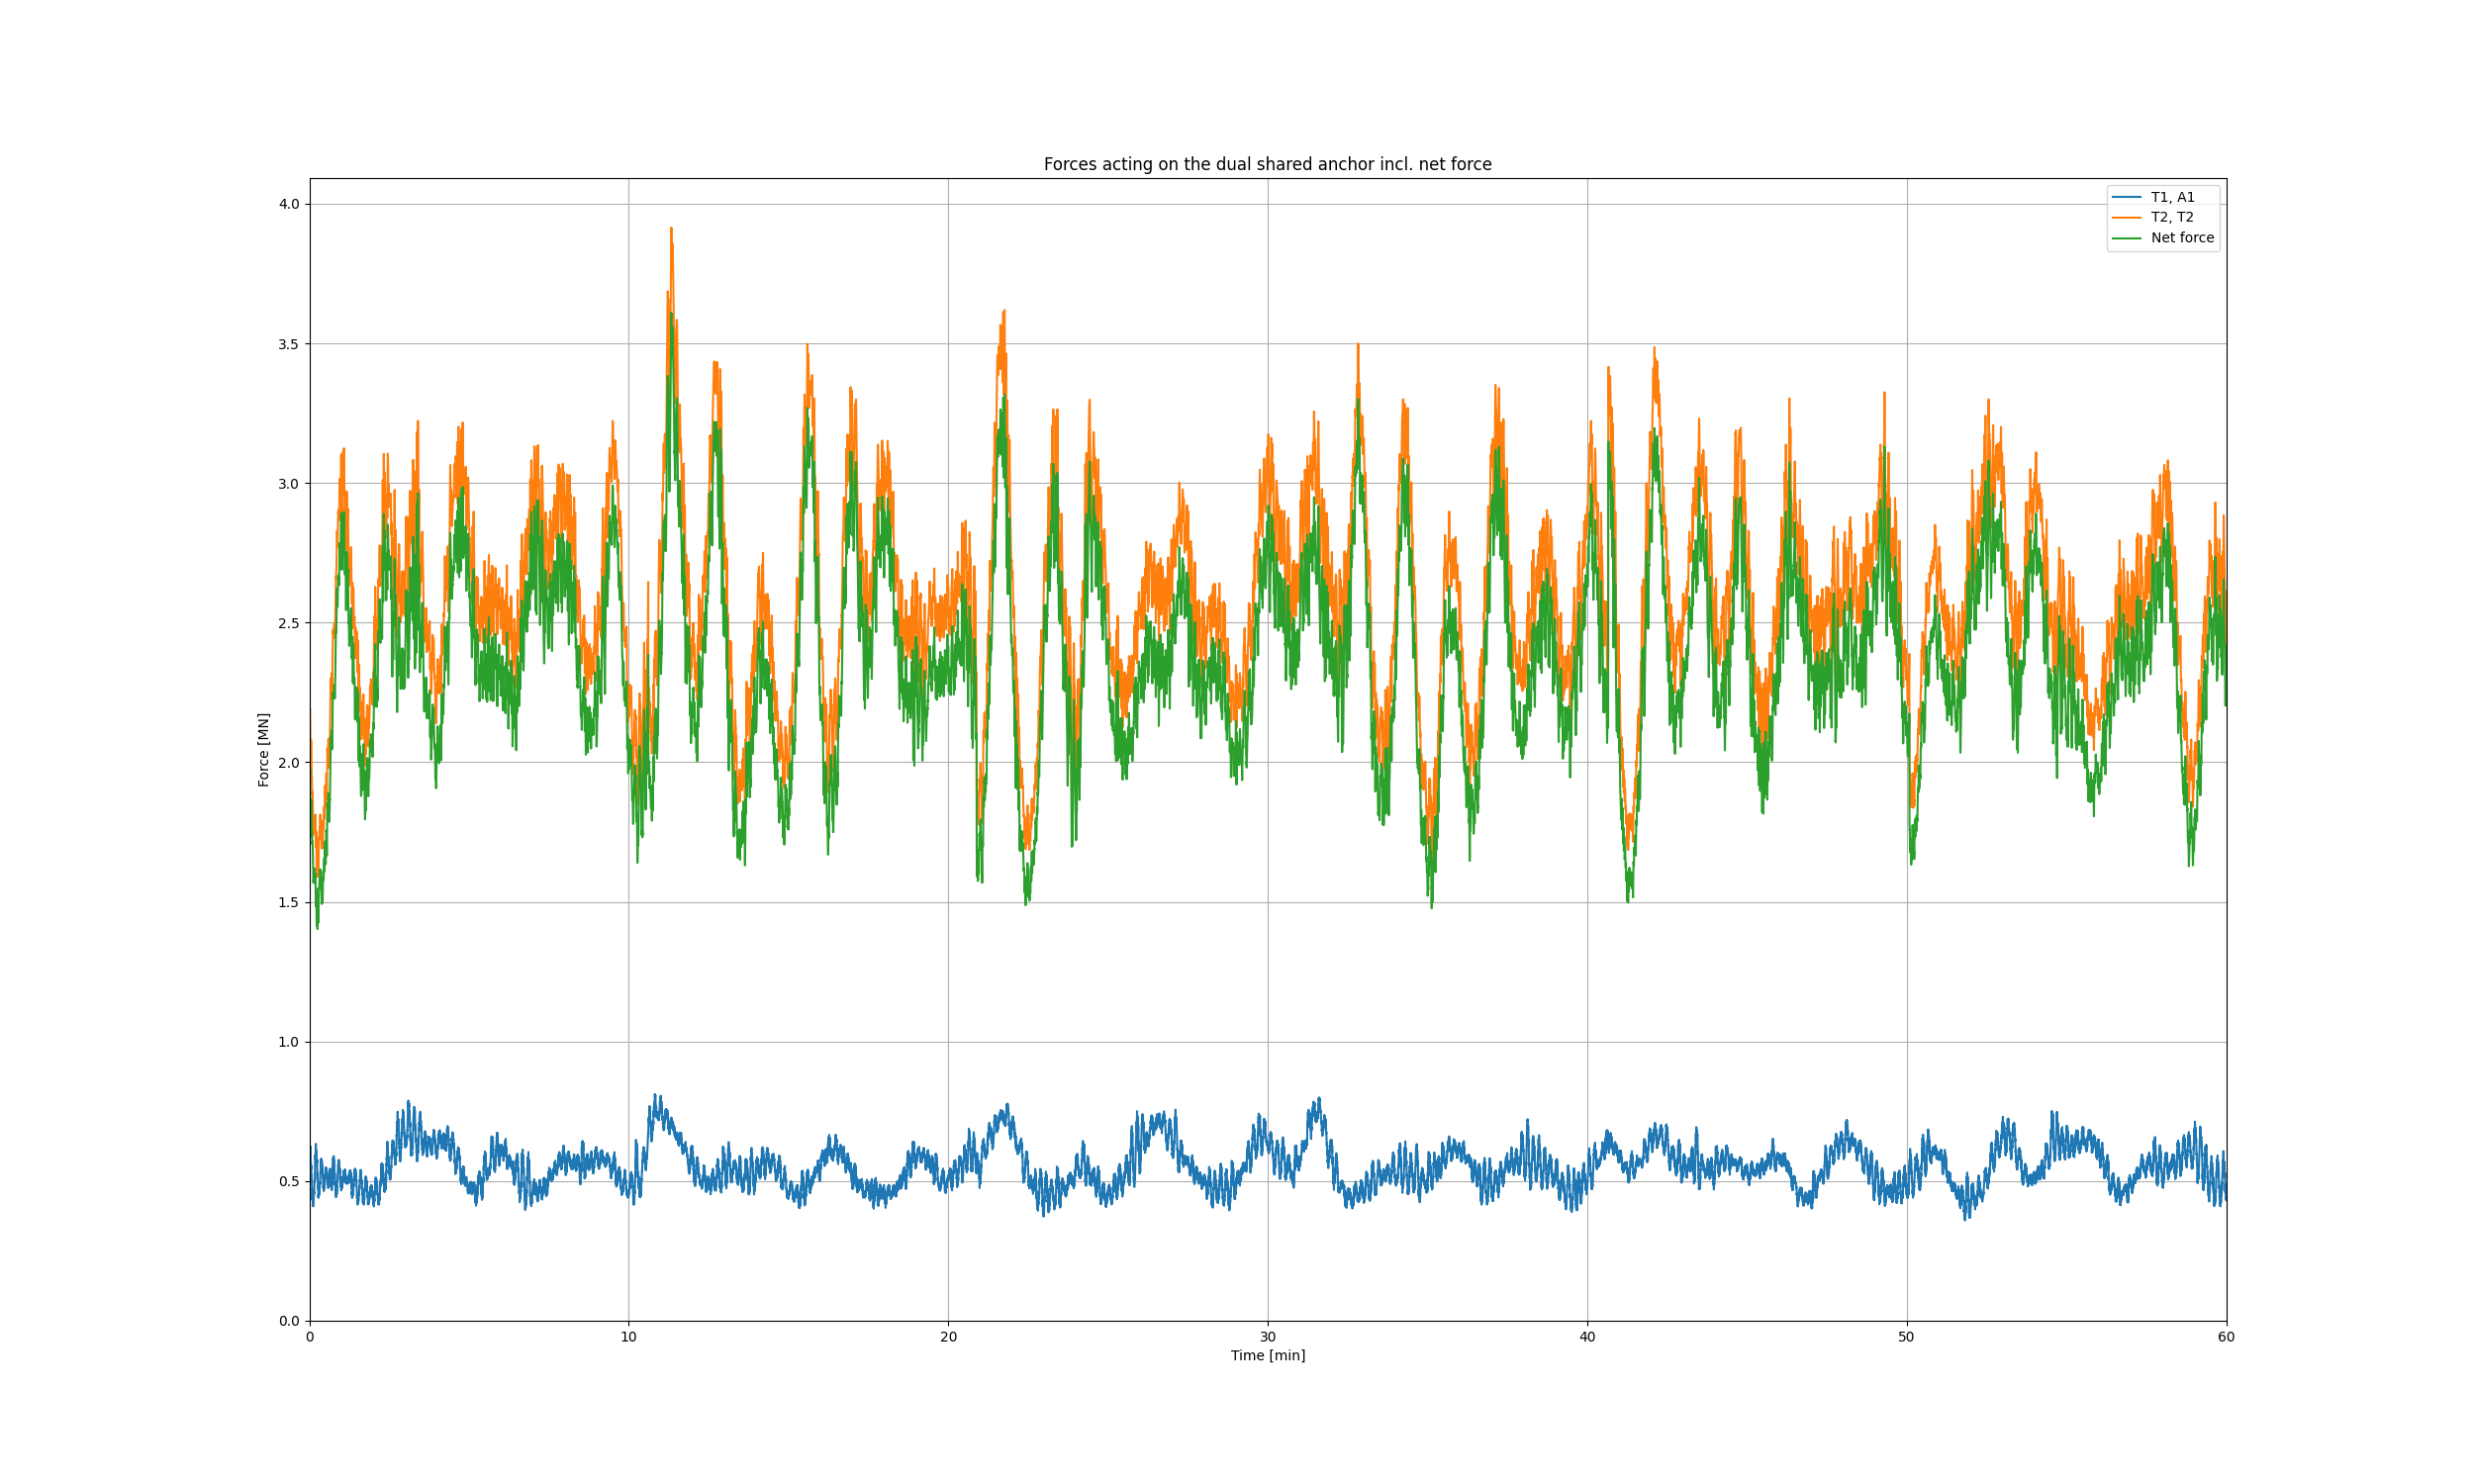 Forces acting on the dual shared anchor incl. net force
T1, A1
T2, T2
Net force
4.0
3.5
3.0
2.5
2.0
1.5
1.0
0.5
0.0
Force [MN]
0 10 20 30 40 50 60
Time [min]